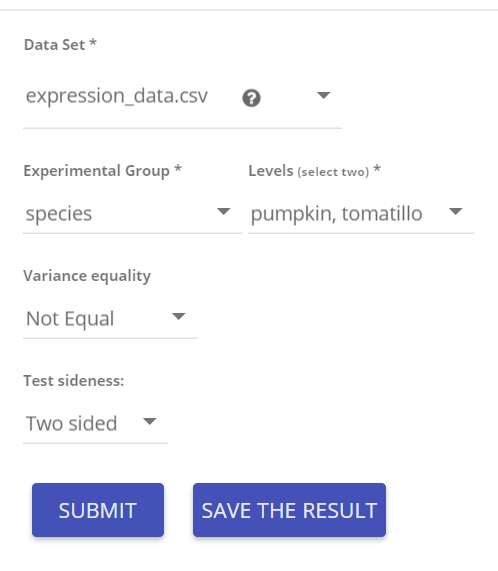 Data Set *
expression_data.csv ?
Experimental Group * Levels (select two) *
species pumpkin, tomatillo
Variance equality
Not Equal
Test sideness:
Two sided
SUBMIT SAVE THE RESULT